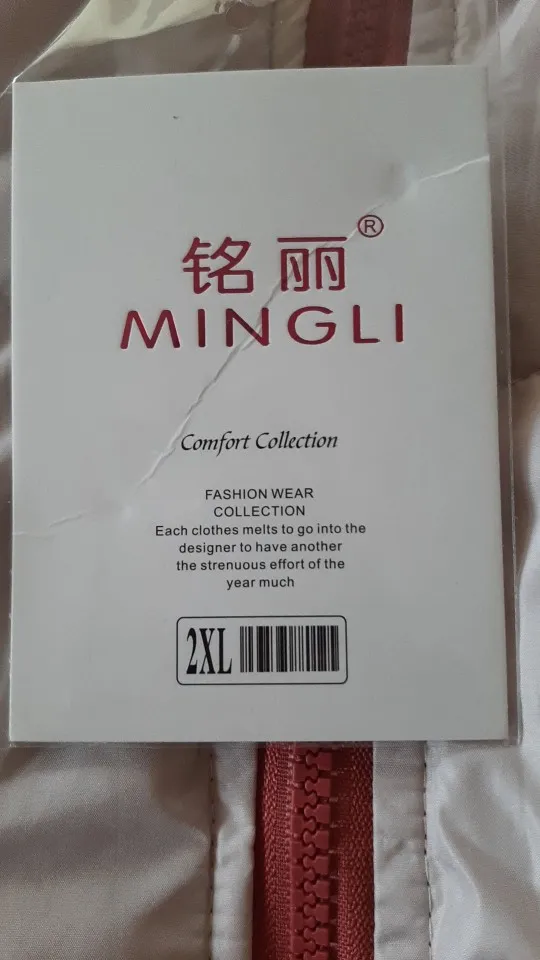 铭丽®
MINGLI
Comfort Collection
FASHION WEAR
COLLECTION
Each clothes melts to go into the
designer to have another
the strenuous effort of the
year much
2XL